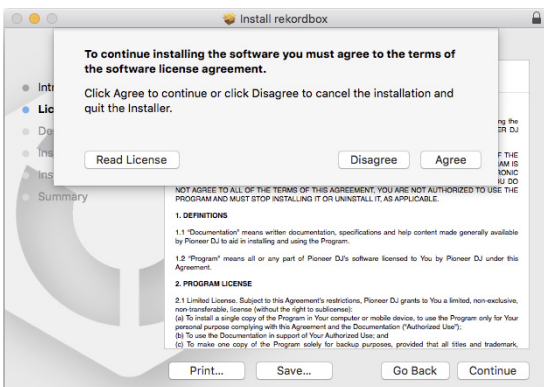 Install rekordbox
To continue installing the software you must agree to the terms of
the software license agreement.
Click Agree to continue or click Disagree to cancel the installation and
quit the Installer.
Read License
Disagree
Agree
Lic
Summary
ng the
ER DJ
F THE
AM IS
RONIC
U DO
NOT AGREE TO ALL OF THE TERMS OF THIS AGREEMENT, YOU ARE NOT AUTHORIZED TO USE THE
PROGRAM AND MUST STOP INSTALLING IT OR UNINSTALL IT, AS APPLICABLE.
1. DEFINITIONS
1.1 "Documentation" means written documentation, specifications and help content made generally available
by Pioneer DJ to aid in installing and using the Program.
1.2 "Program" means all or any part of Pioneer DJ's software licensed to You by Pioneer DJ under this
Agreement.
2. PROGRAM LICENSE
2.1 Limited License. Subject to this Agreement's restrictions, Pioneer DJ grants to You a limited, non-exclusive,
non-transferable, license (without the right to sublicense):
(a) To install a single copy of the Program in Your computer or mobile device, to use the Program only for Your
personal purpose complying with this Agreement and the Documentation ("Authorized Use");
(b) To use the Documentation in support of Your Authorized Use; and
(c) To make one copy of the Program solely for backup purposes, provided that all titles and trademark,
Print...
Save...
Go Back
Continue